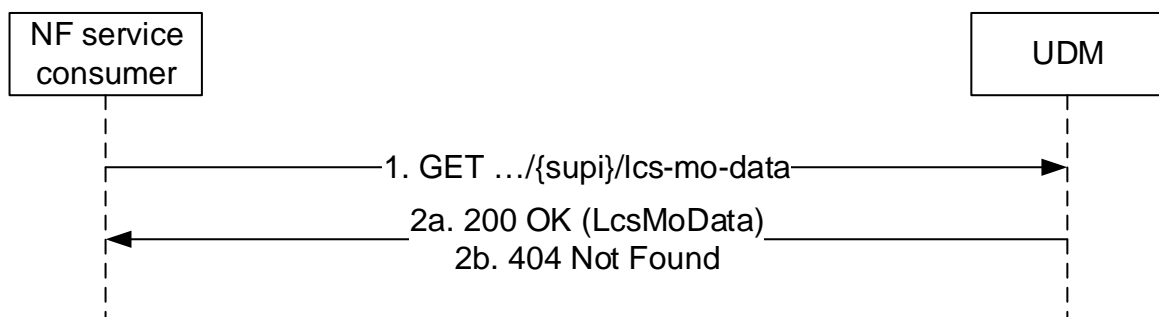 NF service
consumer
UDM
1. GET …/{supi}/lcs-mo-data
2a. 200 OK (LcsMoData)
2b. 404 Not Found